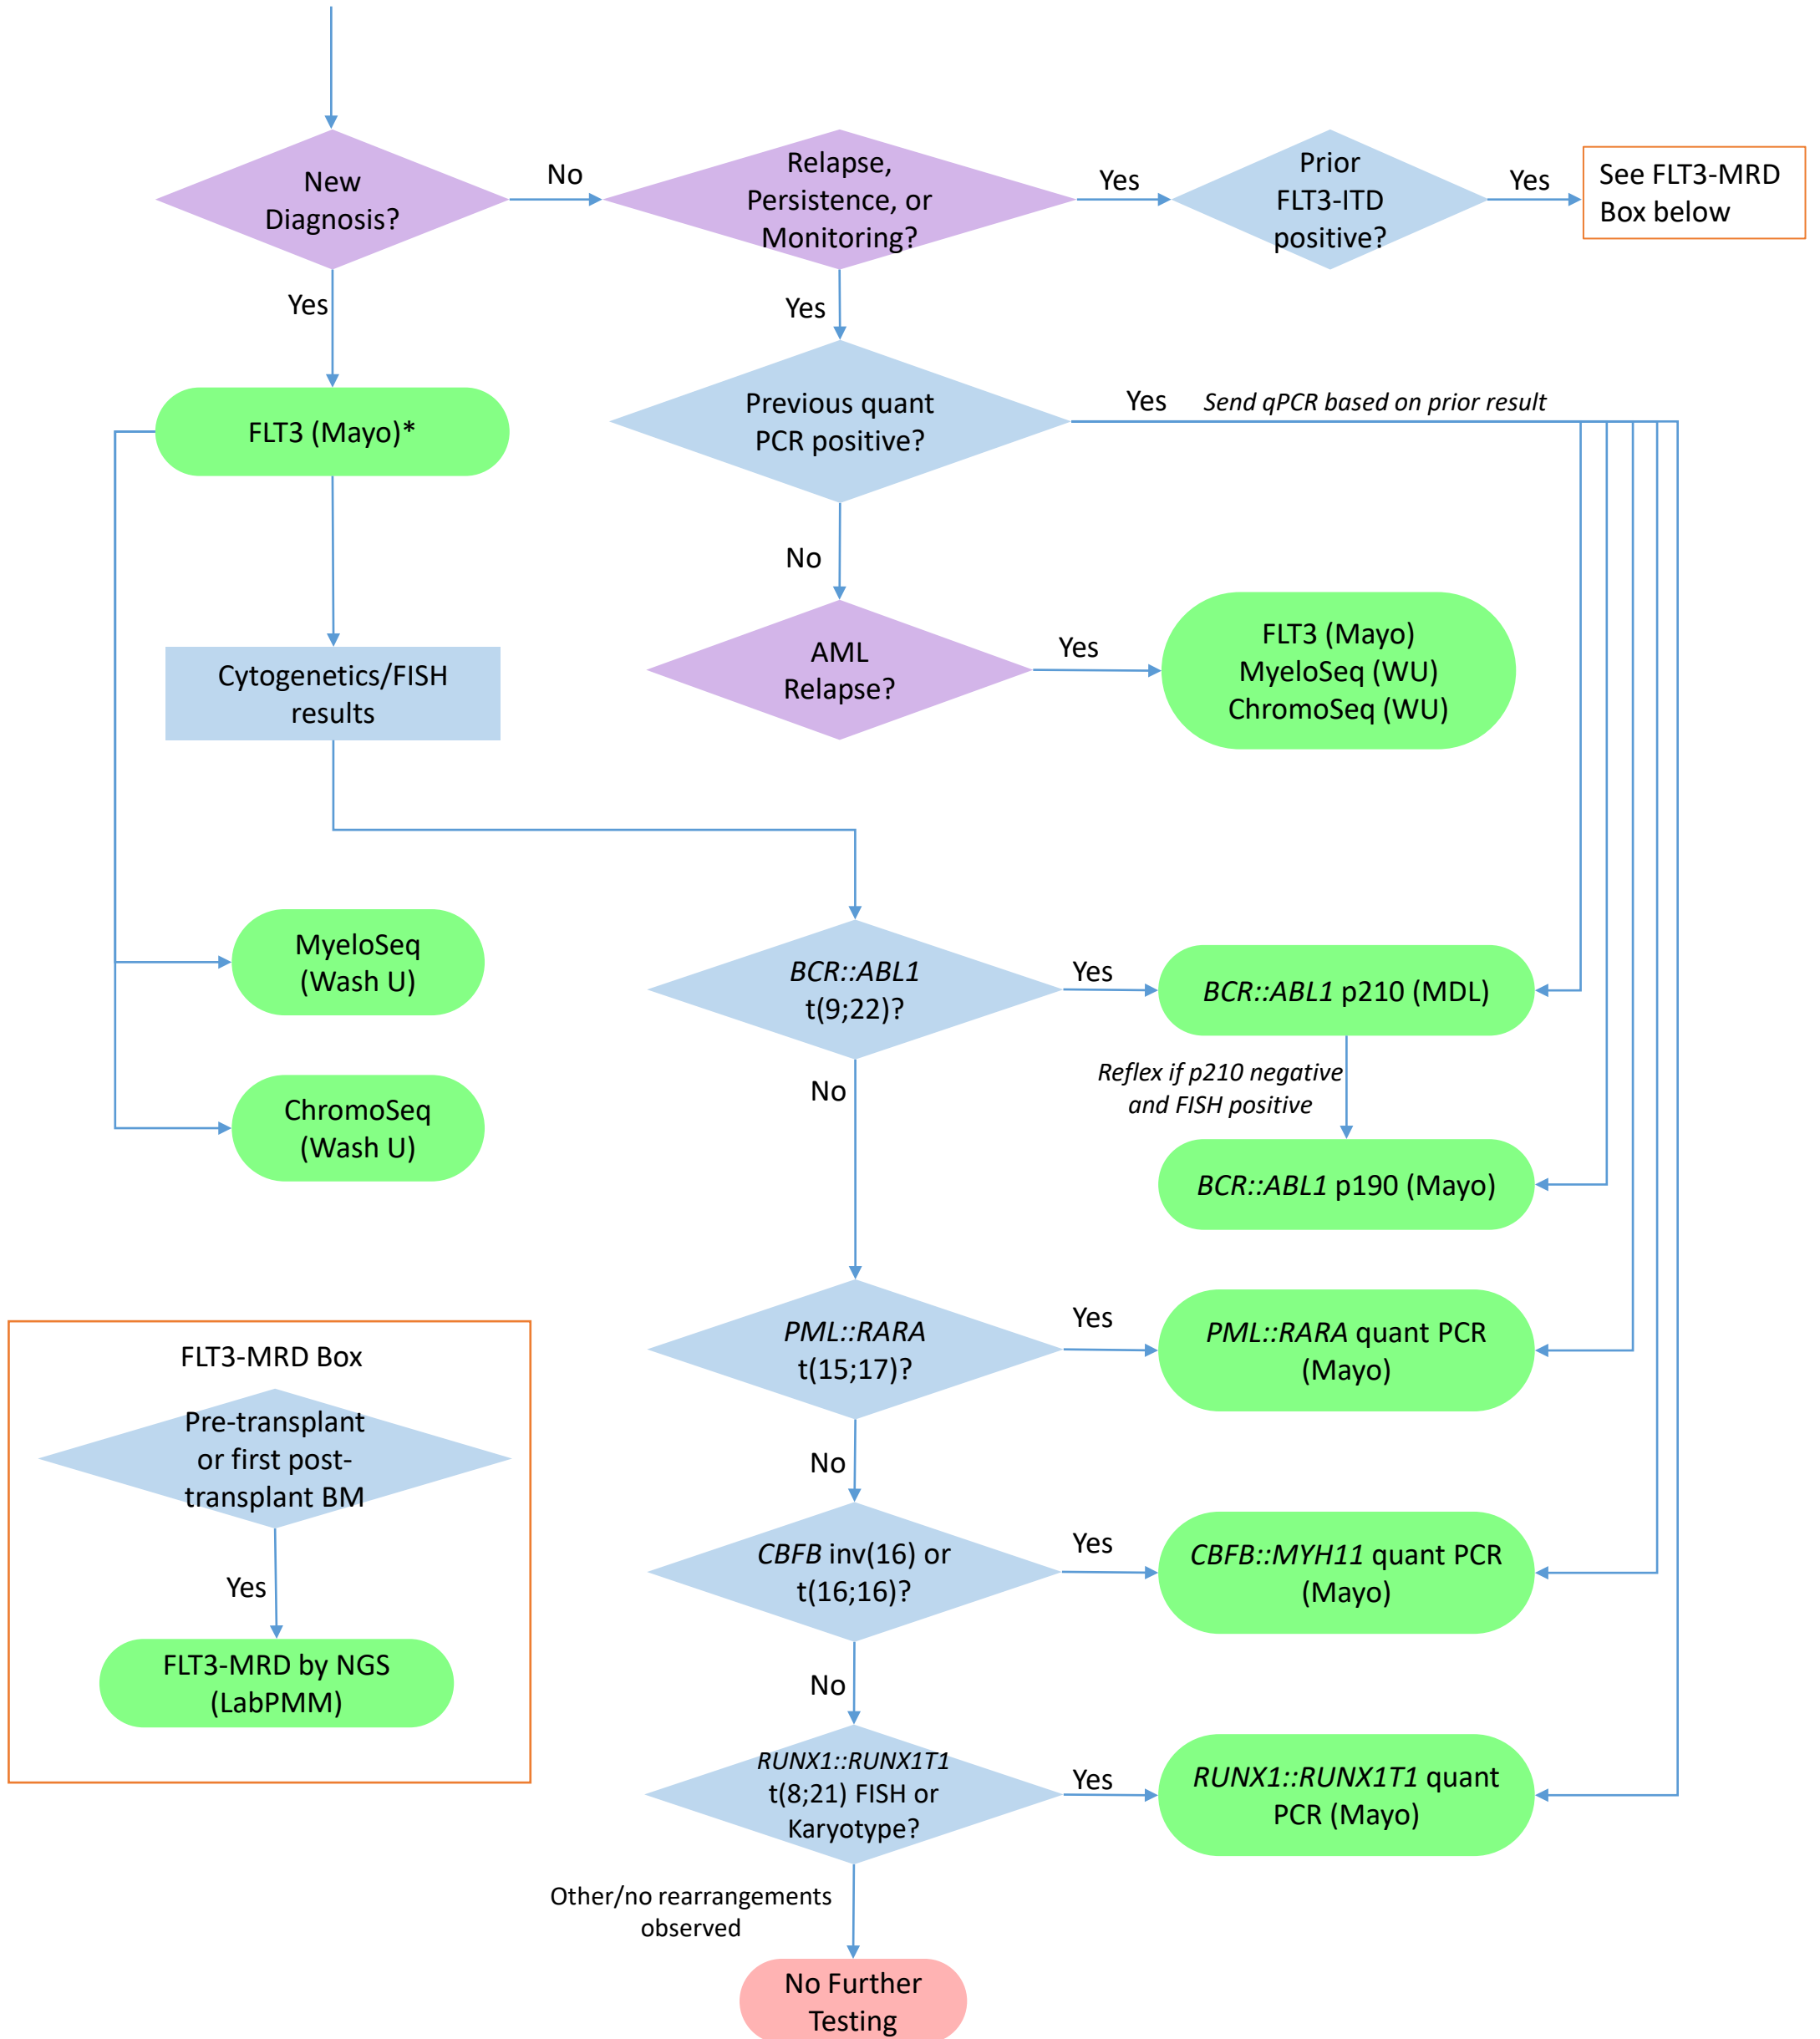 New
Diagnosis?
No
Relapse,
Persistence, or
Monitoring?
Yes
Prior
FLT3-ITD
positive?
Yes
See FLT3-MRD
Box below
Yes
Yes
FLT3 (Mayo)*
Previous quant
PCR positive?
Yes
Send qPCR based on prior result
No
Cytogenetics/FISH
results
AML
Relapse?
Yes
FLT3 (Mayo)
MyeloSeq (WU)
ChromoSeq (WU)
MyeloSeq
(Wash U)
ChromoSeq
(Wash U)
BCR::ABL1
t(9;22)?
Yes
BCR::ABL1 p210 (MDL)
No
Reflex if p210 negative
and FISH positive
BCR::ABL1 p190 (Mayo)
PML::RARA
t(15;17)?
Yes
PML::RARA quant PCR
(Mayo)
No
CBFB inv(16) or
t(16;16)?
Yes
CBFB::MYH11 quant PCR
(Mayo)
No
RUNX1::RUNX1T1
t(8;21) FISH or
Karyotype?
Yes
RUNX1::RUNX1T1 quant
PCR (Mayo)
Other/no rearrangements
observed
No Further
Testing
FLT3-MRD Box
Pre-transplant
or first post-
transplant BM
Yes
FLT3-MRD by NGS
(LabPMM)